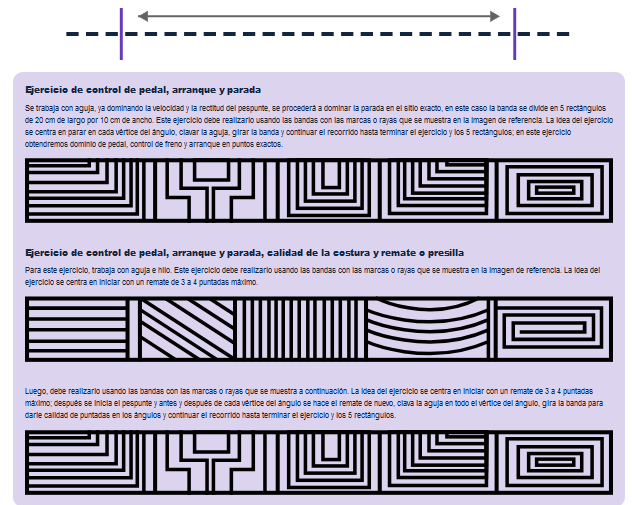 Ejercicio de control de pedal, arranque y parada
Se trabaja con aguja, ya dominando la velocidad y la rectitud del pespunte, se procederá a dominar la parada en el sitio exacto, en este caso la banda se divide en 5 rectángulos
de 20 cm de largo por 10 cm de ancho. Este ejercicio debe realizarlo usando las bandas con las marcas o rayas que se muestra en la imagen de referencia. La idea del ejercicio
se centra en parar en cada vértice del ángulo, clavar la aguja, girar la banda y continuar el recorrido hasta terminar el ejercicio y los 5 rectángulos; en este ejercicio
obtendremos dominio de pedal, control de freno y arranque en puntos exactos.
Ejercicio de control de pedal, arranque y parada, calidad de la costura y remate o presilla
Para este ejercicio, trabaja con aguja e hilo. Este ejercicio debe realizarlo usando las bandas con las marcas o rayas que se muestra en la imagen de referencia. La idea del
ejercicio se centra en iniciar con un remate de 3 a 4 puntadas máximo.
Luego, debe realizarlo usando las bandas con las marcas o rayas que se muestra a continuación. La idea del ejercicio se centra en iniciar con un remate de 3 a 4 puntadas
máximo; después se inicia el pespunte y antes y después de cada vértice del ángulo se hace el remate de nuevo, clava la aguja en todo el vértice del ángulo, gira la banda para
darle calidad de puntadas en los ángulos y continuar el recorrido hasta terminar el ejercicio y los 5 rectángulos.